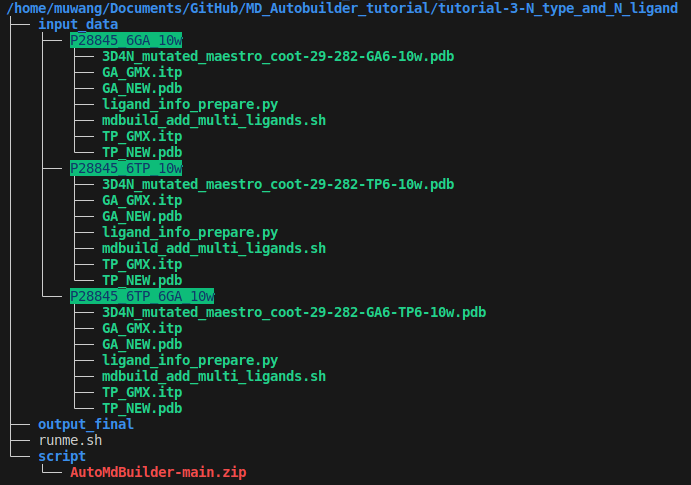 /home/muwang/Documents/GitHub/MD_Autobuilder_tutorial/tutorial-3-N_type_and_N_ligand
input_data
P28845_6GA_10w
3D4N_mutated_maestro_coot-29-282-GA6-10w.pdb
GA_GMX.itp
GA_NEW.pdb
ligand_info_prepare.py
mdbuild_add_multi_ligands.sh
TP_GMX.itp
TP_NEW.pdb
P28845_6TP_10w
3D4N_mutated_maestro_coot-29-282-TP6-10w.pdb
GA_GMX.itp
GA_NEW.pdb
ligand_info_prepare.py
mdbuild_add_multi_ligands.sh
TP_GMX.itp
TP_NEW.pdb
P28845_6TP_6GA_10w
3D4N_mutated_maestro_coot-29-282-GA6-TP6-10w.pdb
GA_GMX.itp
GA_NEW.pdb
ligand_info_prepare.py
mdbuild_add_multi_ligands.sh
TP_GMX.itp
TP_NEW.pdb
output_final
runme.sh
script
AutoMdBuilder-main.zip